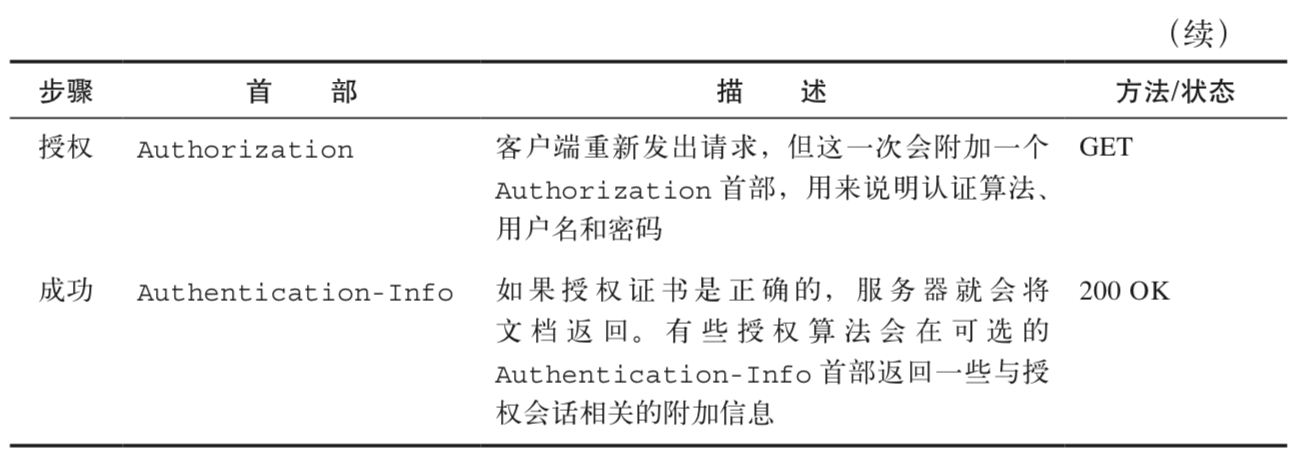 （续）
步骤 首 部 描 述 方法/状态
授权 Authorization 客户端重新发出请求，但这一次会附加一个 GET
Authorization 首部，用来说明认证算法、
用户名和密码
成功 Authentication-Info 如果授权证书是正确的，服务器就会将 200 OK
文档返回。有些授权算法会在可选的
Authentication-Info 首部返回一些与授
权会话相关的附加信息